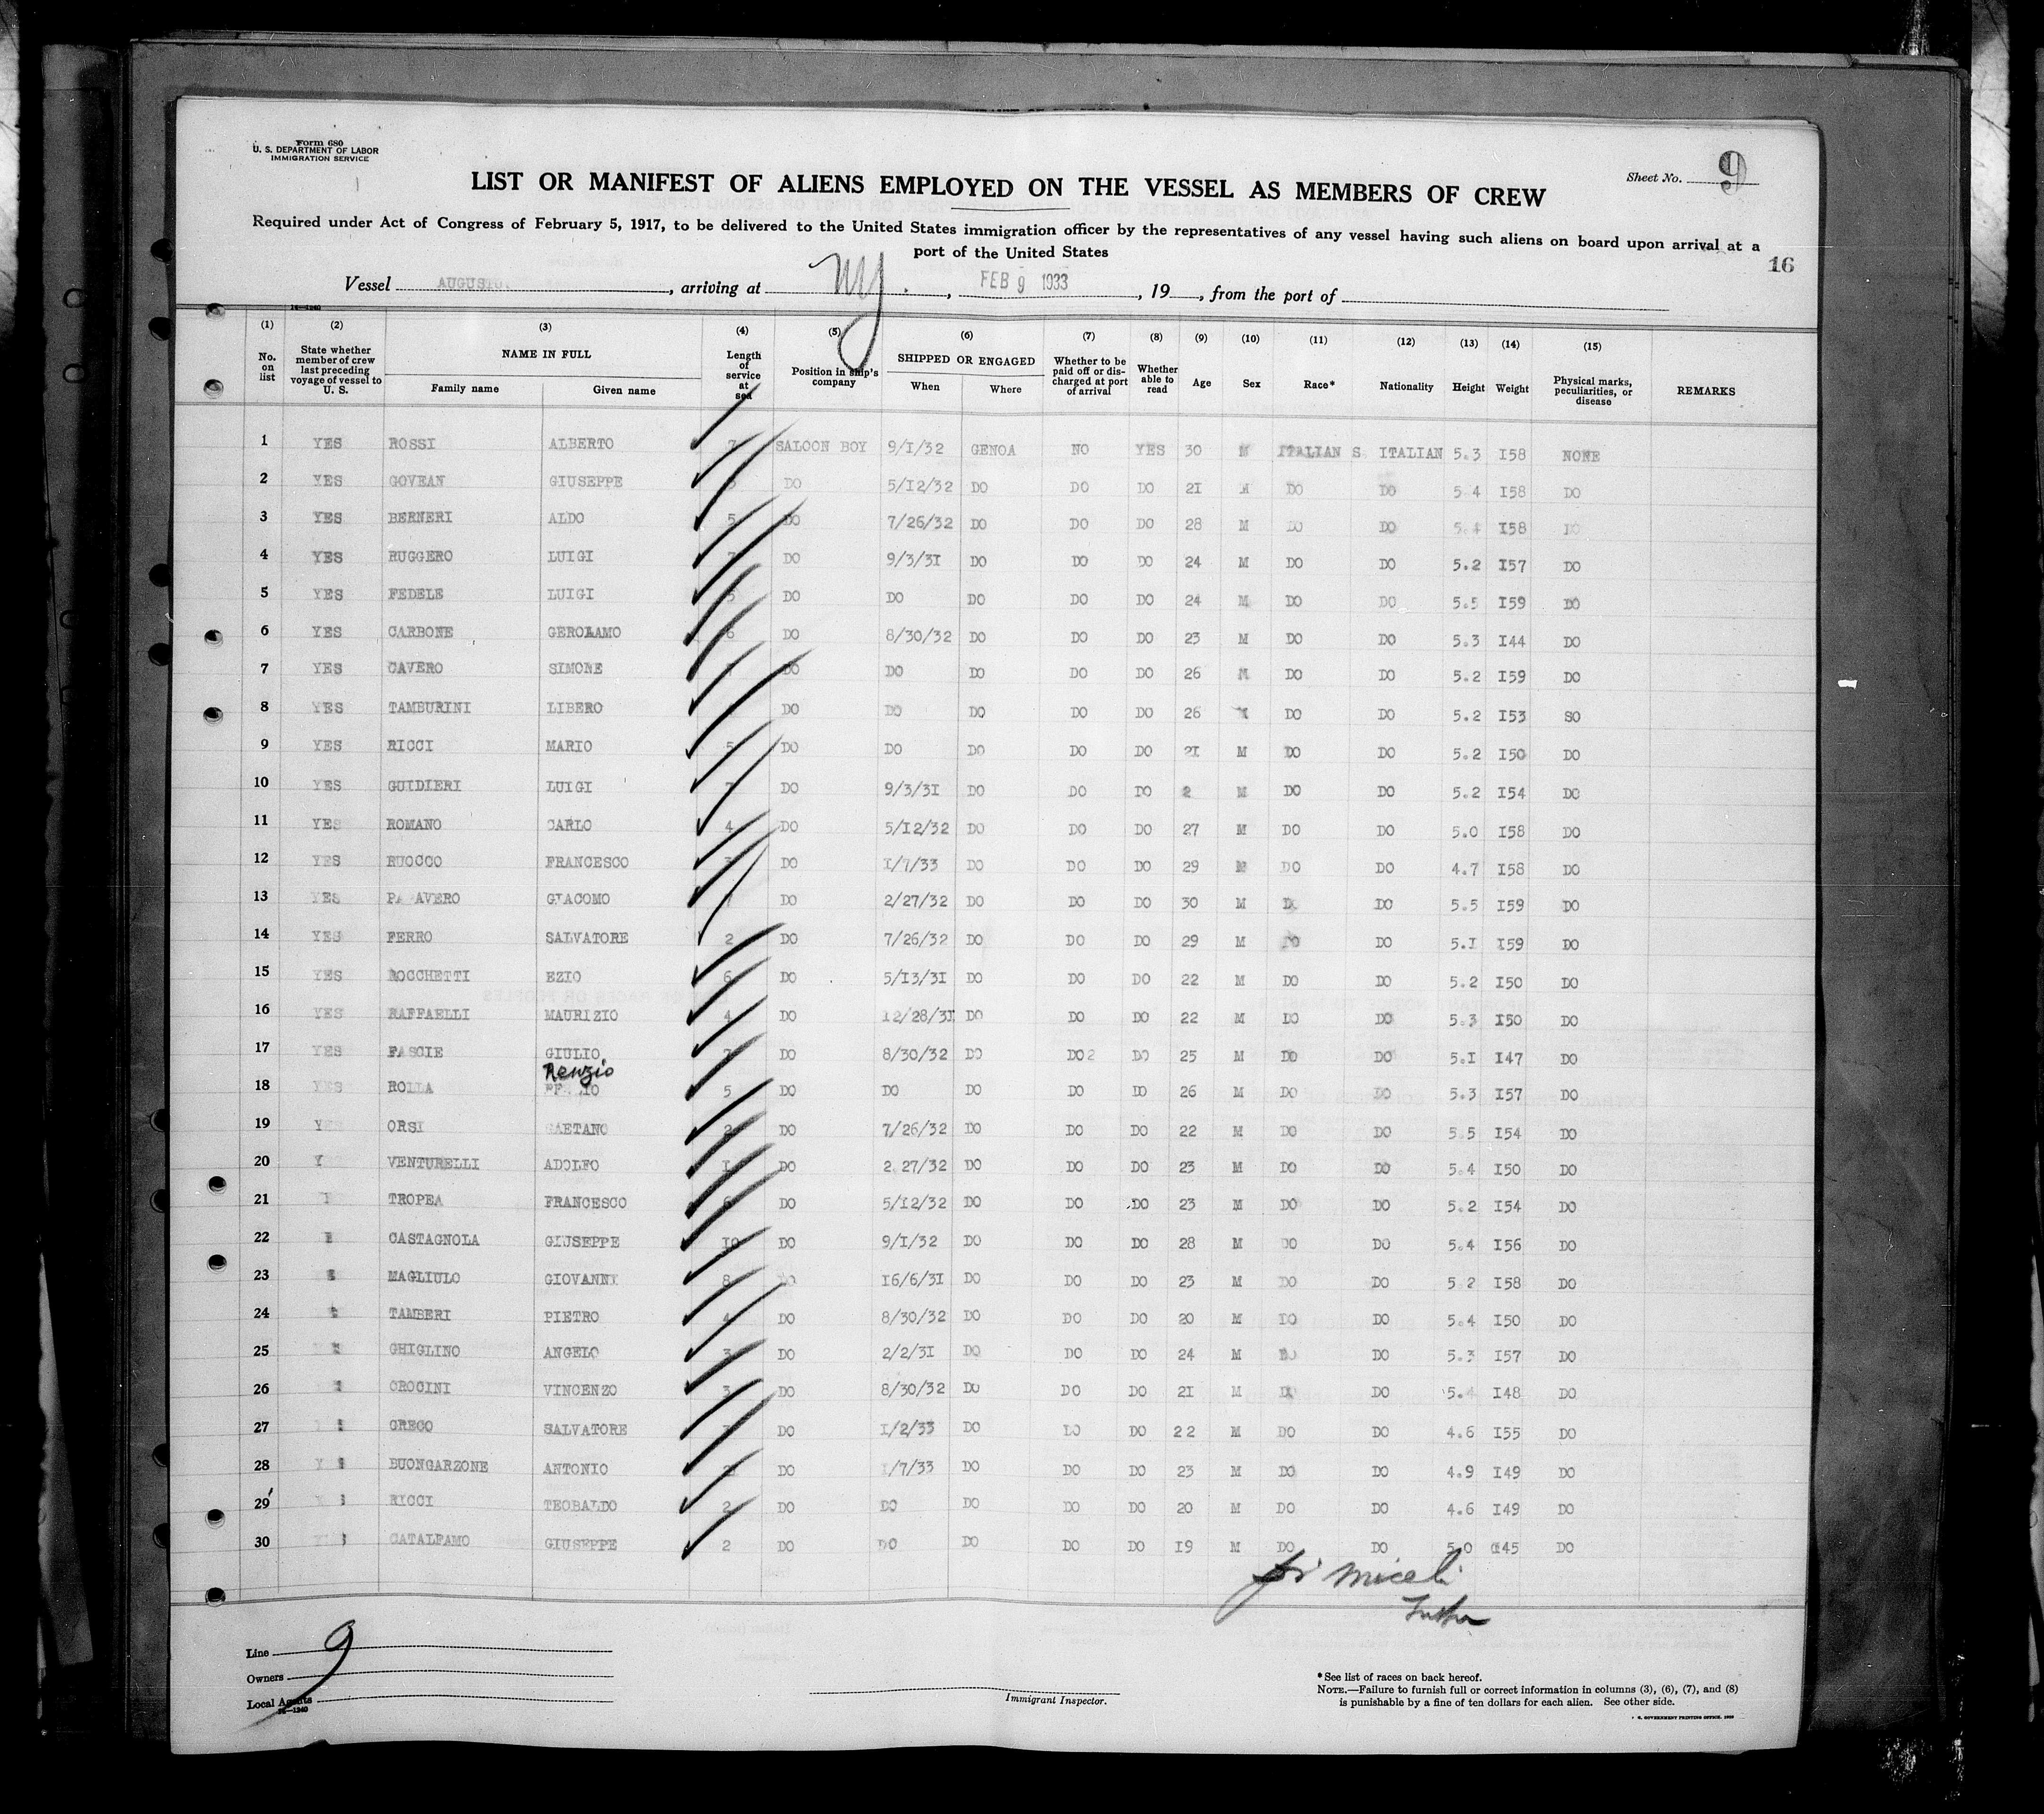 Form 680
U. S. DEPARTMENT OF LABOR
IMMIGRATION SERVICE
Sheet No. 9
LIST OR MANIFEST OF ALIENS EMPLOYED ON THE VESSEL AS MEMBERS OF CREW
Required under Act of Congress of February 5, 1917, to be delivered to the United States immigration officer by the representatives of any vessel having such aliens on board upon arrival at a
port of the United States
16
Vessel AUGUSTUS, arriving at NY., FEB 9 1933, 19__, from the port of
(1) No. on list (2) State whether member of crew last preceding voyage of vessel to U. S. (3) NAME IN FULL Family name Given name (4) Length of service at sea (5) Position in ship's company (6) SHIPPED OR ENGAGED When Where (7) Whether to be paid off or discharged at port of arrival (8) Whether able to read (9) Age (10) Sex (11) Race* (12) Nationality (13) Height (14) Weight (15) Physical marks, peculiarities, or disease REMARKS
1 YES ROSSI ALBERTO 7 SALOON BOY 9/1/32 GENOA NO YES 30 M ITALIAN S ITALIAN 5.3 158 NONE
2 YES GOVEAN GIUSEPPE DO 5/12/32 DO DO DO 21 M DO DO 5 4 158 DO
3 YES BERNERI ALDO 5 DO 7/26/32 DO DO DO 28 M DO DO 5.4 158 DO
4 YES RUGGERO LUIGI 7 DO 9/3/31 DO DO DO 24 M DO DO 5.2 157 DO
5 YES FEDELE LUIGI 5 DO DO DO DO DO 24 M DO DO 5.5 159 DO
6 YES CARBONE GEROLAMO 6 DO 8/30/32 DO DO DO 23 M DO DO 5.3 144 DO
7 YES CAVERO SIMONE DO DO DO DO DO 26 M DO DO 5.2 159 DO
8 YES TAMBURINI LIBERO DO DO DO DO DO 26 M DO DO 5.2 153 SO
9 YES RICCI MARIO 5 DO DO DO DO DO 21 M DO DO 5.2 150 DO
10 YES GUIDIERI LUIGI DO 9/3/31 DO DO DO 2 M DO DO 5.2 154 DO
11 YES ROMANO CARLO 4 DO 5/12/32 DO DO DO 27 M DO DO 5.0 158 DO
12 YES RUOCCO FRANCESCO DO 1/7/33 DO DO DO 29 M DO DO 4.7 158 DO
13 YES GIACOMO DO 2/27/32 DO DO DO 30 M DO DO 5.5 159 DO
14 YES FERRO SALVATORE 2 DO 7/26/32 DO DO DO 29 M DO DO 5.1 159 DO
15 YES ROCCHETTI EZIO 6 DO 5/13/31 DO DO DO 22 M DO DO 5.2 150 DO
16 YES RAFFAELLI MAURIZIO 4 DO 12/28/31 DO DO DO 22 M DO DO 5.3 150 DO
17 YES FASCIE GIULIO DO 8/30/32 DO DO 2 DO 25 M DO DO 5.1 147 DO
Renzio
18 YES ROLLA 5 DO DO DO DO DO 26 M DO DO 5.3 157 DO
19 Y ORSI GAETANO 2 DO 7/26/32 DO DO DO 22 M DO DO 5.5 154 DO
20 Y VENTURELLI ADOLFO 1 DO 2 27/32 DO DO DO 23 M DO DO 5.4 150 DO
21 TROPEA FRANCESCO 6 DO 5/12/32 DO DO DO 23 M DO DO 5.2 154 DO
22 CASTAGNOLA GIUSEPPE 10 DO 9/1/32 DO DO DO 28 M DO DO 5.4 156 DO
23 MAGLIULO GIOVANNI 8 DO 16/6/31 DO DO DO 23 M DO DO 5 2 158 DO
24 TAMBERI PIETRO 4 DO 8/30/32 DO DO DO 20 M DO DO 5.4 150 DO
25 GHIGLINO ANGELO 3 DO 2/2/31 DO DO DO 24 M DO DO 5.3 157 DO
26 CROCINI VINCENZO 3 DO 8/30/32 DO DO DO 21 M DO DO 5.4 148 DO
27 GRECO SALVATORE DO 1/2/33 DO DO DO 22 M DO DO 4.6 155 DO
28 BUONGARZONE ANTONIO DO 1/7/33 DO DO DO 23 M DO DO 4.9 149 DO
29 RICCI TEOBALDO 2 DO DO DO DO DO 20 M DO DO 4.6 149 DO
30 CATALFAMO GIUSEPPE 2 DO DO DO DO DO 19 M DO DO 5.0 145 DO
miceli
Line 9
Owners
Local Agents
Immigrant Inspector.
*See list of races on back hereof.
NOTE.—Failure to furnish full or correct information in columns (3), (6), (7), and (8)
is punishable by a fine of ten dollars for each alien. See other side.